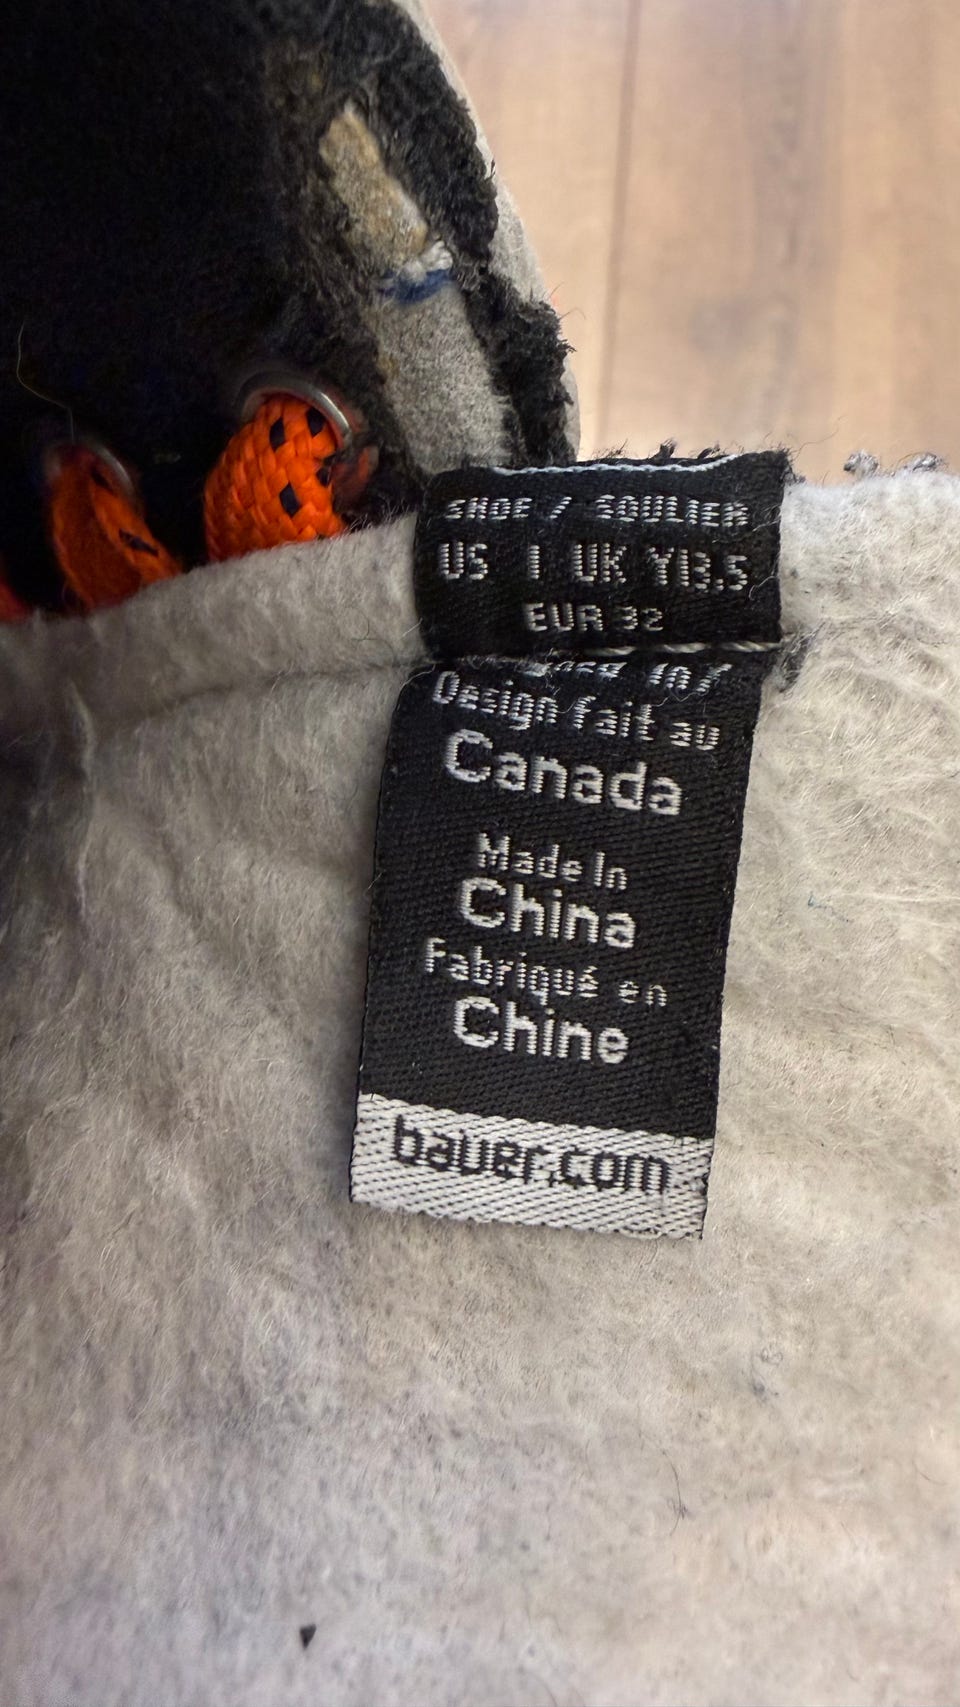 SHOE / SOULIER
US 1 UK Y13.5
EUR 32
Design fait au
Canada
Made In
China
Fabriqué en
Chine
bauer.com